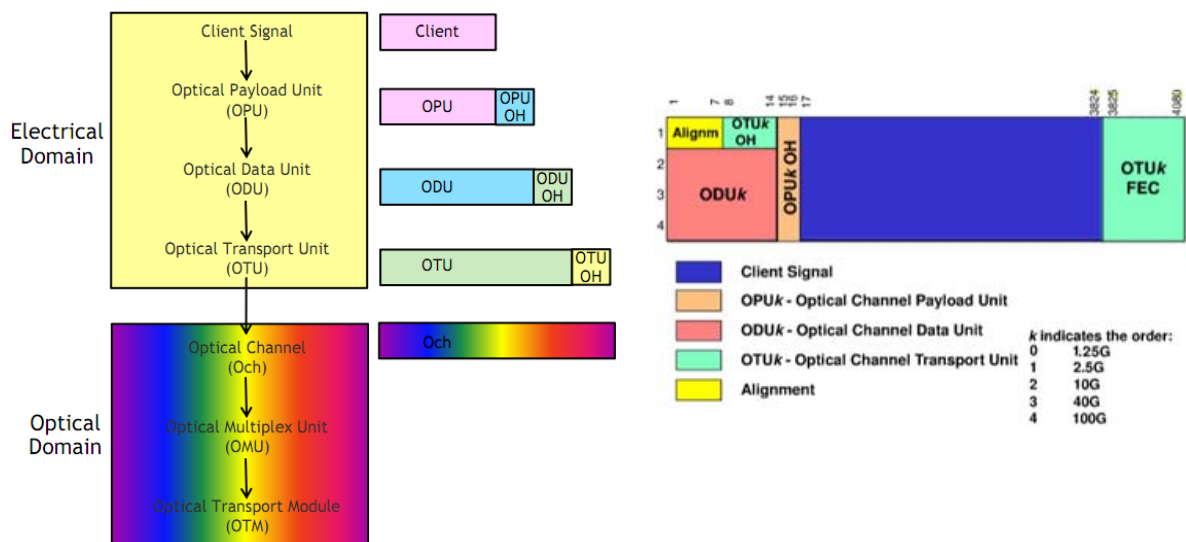 Electrical
Domain
Client Signal
Optical Payload Unit
(OPU)
Optical Data Unit
(ODU)
Optical Transport Unit
(OTU)
Optical
Domain
Optical Channel
(Och)
Optical Multiplex Unit
(OMU)
Optical Transport Module
(OTM)
Client
OPU
OPU
OH
ODU
ODU
OH
OTU
OTU
OH
Och
1
7
8
14
15
16
17
3824
3825
4080
1
2
3
4
Alignm
OTUk
OH
ODUk
OPUk OH
OTUk
FEC
Client Signal
OPUk - Optical Channel Payload Unit
ODUk - Optical Channel Data Unit
OTUk - Optical Channel Transport Unit
Alignment
k indicates the order:
0 1.25G
1 2.5G
2 10G
3 40G
4 100G